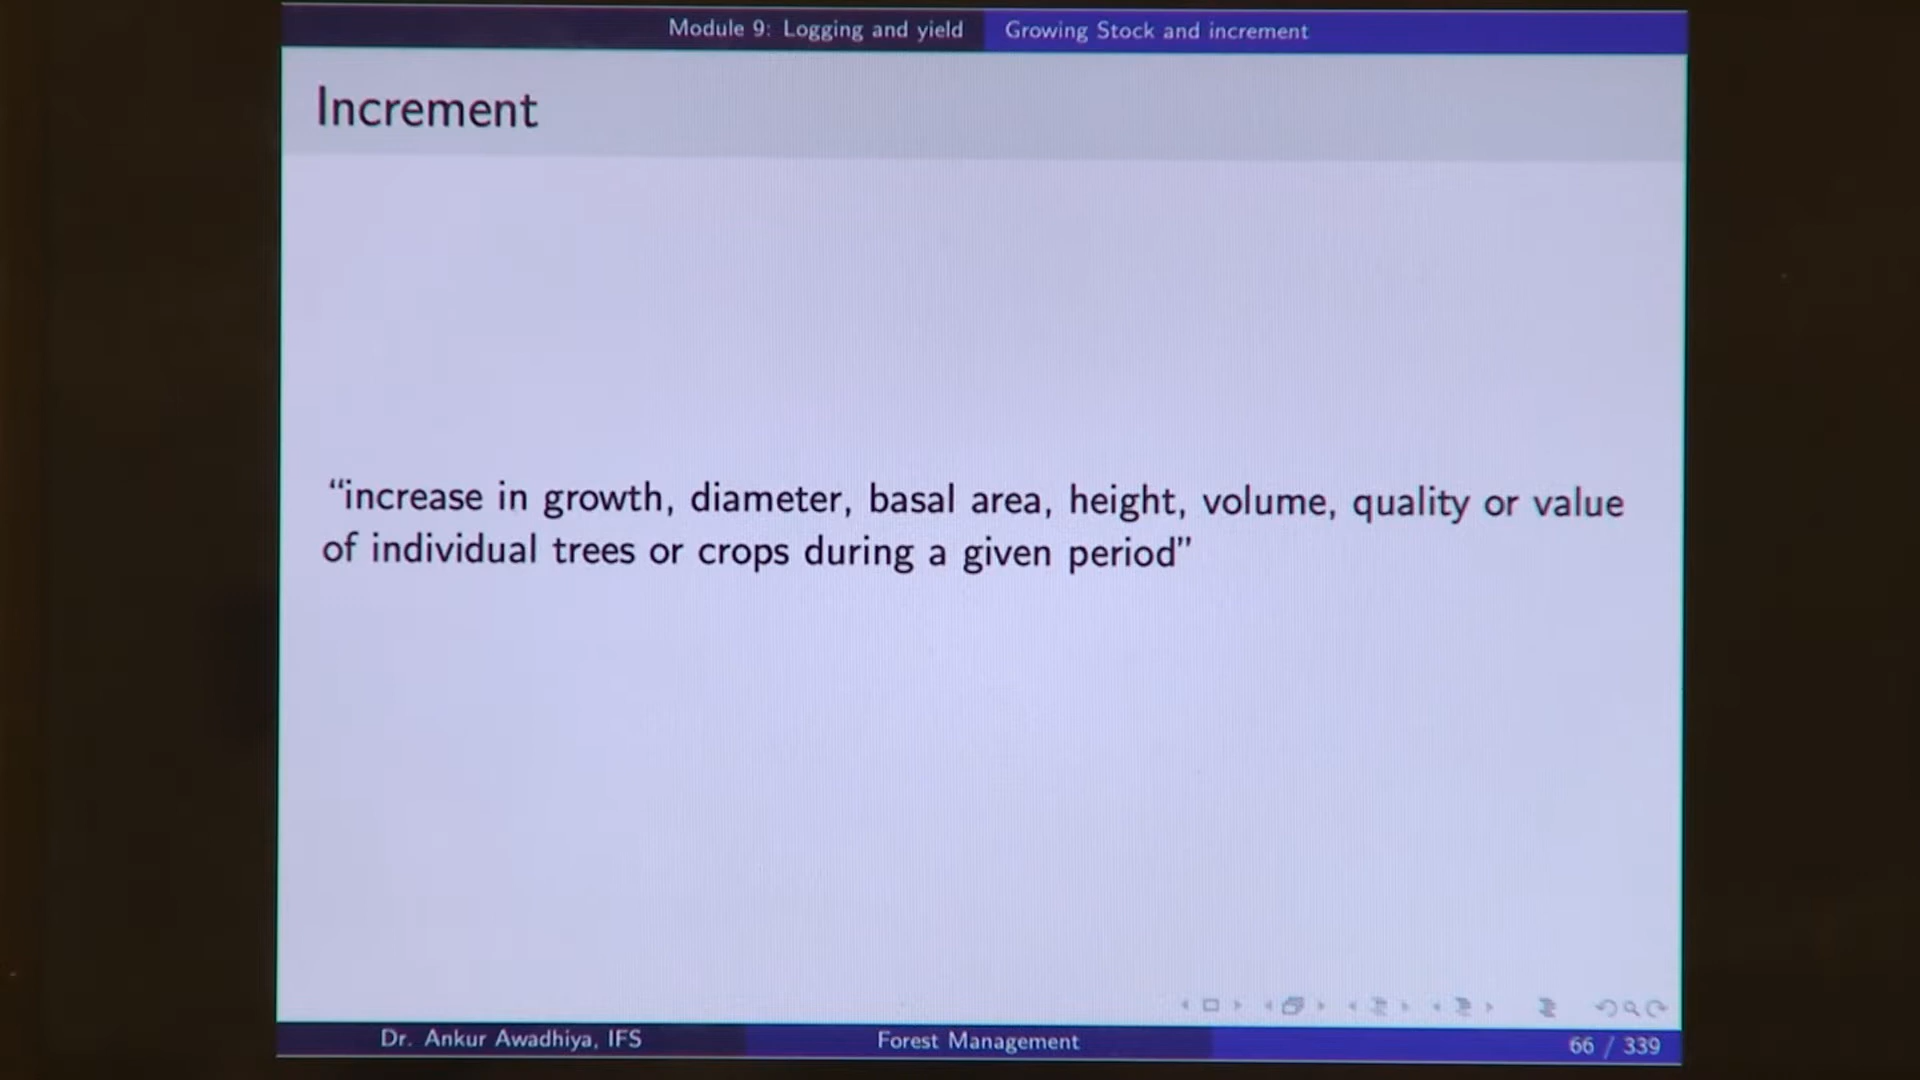 Module 9: Logging and yield Growing Stock and increment
Increment
“increase in growth, diameter, basal area, height, volume, quality or value
of individual trees or crops during a given period”
Dr. Ankur Awadhiya, IFS Forest Management 66 / 339